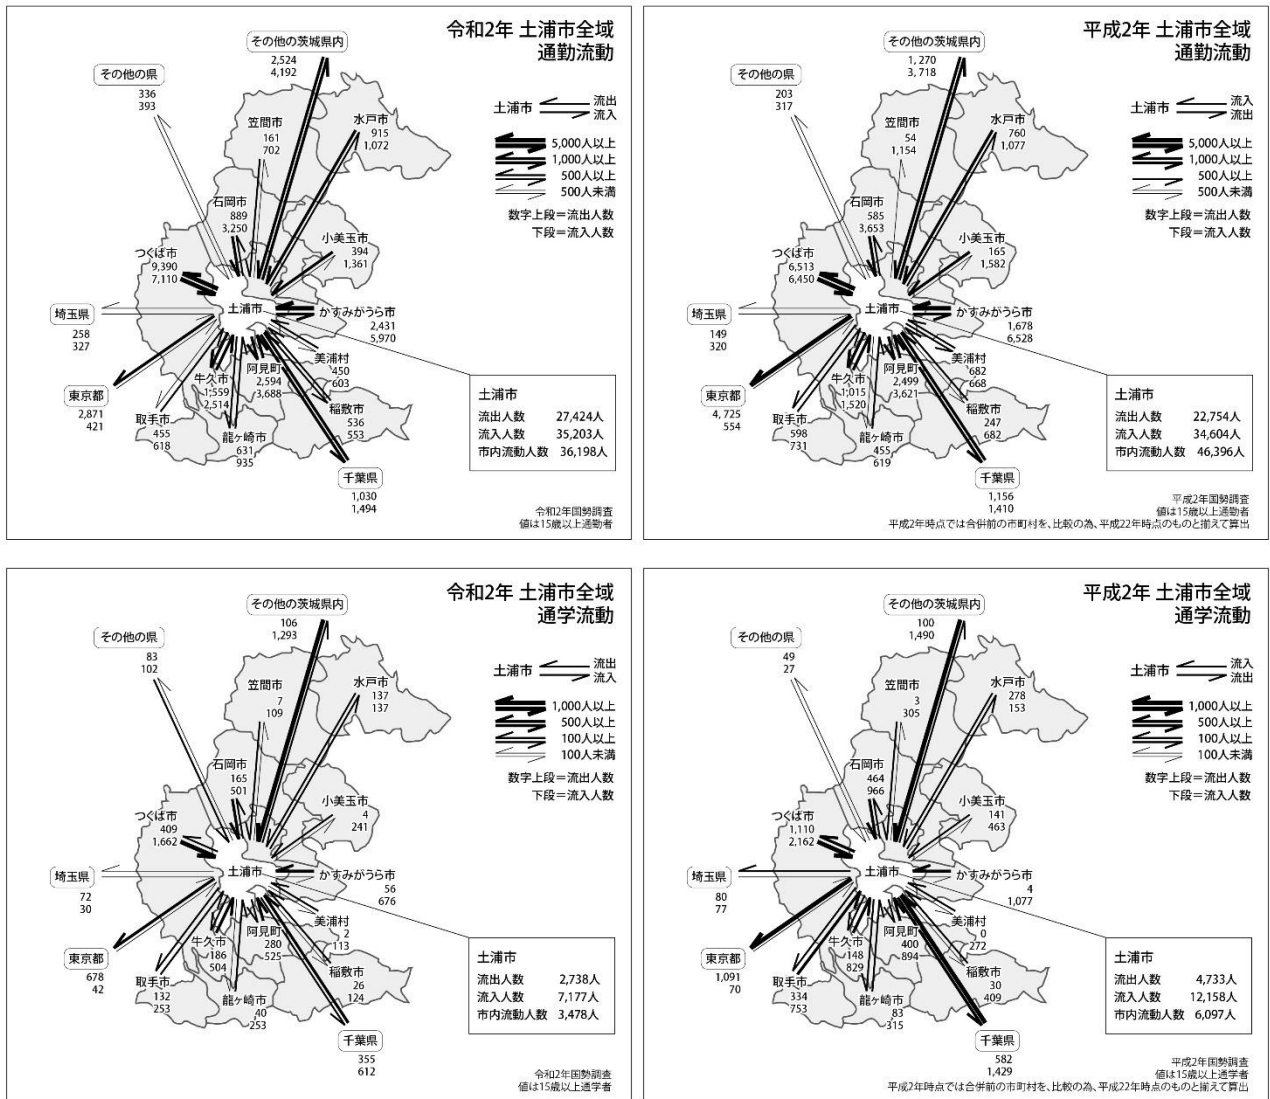 令和2年 土浦市全域
通勤流動
その他の茨城県内
2,524
4,192
その他の県
336
393
笠間市
161
702
水戸市
915
1,072
土浦市
流出
流入
5,000人以上
1,000人以上
500人以上
500人未満
数字上段＝流出人数
下段＝流入人数
石岡市
889
3,250
小美玉市
394
1,361
つくば市
9,390
7,110
土浦市
かすみがうら市
2,431
5,970
埼玉県
258
327
美浦村
450
603
阿見町
2,594
3,688
牛久市
1,559
2,514
東京都
2,871
421
取手市
455
618
龍ヶ崎市
631
935
稲敷市
536
553
千葉県
1,030
1,494
土浦市
流出人数 27,424人
流入人数 35,203人
市内流動人数 36,198人
令和2年国勢調査
値は15歳以上通勤者
平成2年 土浦市全域
通勤流動
その他の茨城県内
1,270
3,718
その他の県
203
317
笠間市
54
1,154
水戸市
760
1,077
土浦市
流入
流出
5,000人以上
1,000人以上
500人以上
500人未満
数字上段＝流出人数
下段＝流入人数
石岡市
585
3,653
小美玉市
165
1,582
つくば市
6,513
6,450
土浦市
かすみがうら市
1,678
6,528
埼玉県
149
320
美浦村
682
668
阿見町
2,499
3,621
牛久市
1,015
1,520
東京都
4,725
554
取手市
598
731
龍ヶ崎市
455
619
稲敷市
247
682
千葉県
1,156
1,410
土浦市
流出人数 22,754人
流入人数 34,604人
市内流動人数 46,396人
平成2年国勢調査
値は15歳以上通勤者
平成2年時点では合併前の市町村を、比較の為、平成22年時点のものと揃えて算出
令和2年 土浦市全域
通学流動
その他の茨城県内
106
1,293
その他の県
83
102
笠間市
7
109
水戸市
137
137
土浦市
流出
流入
1,000人以上
500人以上
100人以上
100人未満
数字上段＝流出人数
下段＝流入人数
石岡市
165
501
小美玉市
4
241
つくば市
409
1,662
土浦市
かすみがうら市
56
676
埼玉県
72
30
美浦村
2
113
阿見町
280
525
牛久市
186
504
東京都
678
42
取手市
132
253
龍ヶ崎市
40
253
稲敷市
26
124
千葉県
355
612
土浦市
流出人数 2,738人
流入人数 7,177人
市内流動人数 3,478人
令和2年国勢調査
値は15歳以上通学者
平成2年 土浦市全域
通学流動
その他の茨城県内
100
1,490
その他の県
49
27
笠間市
3
305
水戸市
278
153
土浦市
流入
流出
1,000人以上
500人以上
100人以上
100人未満
数字上段＝流出人数
下段＝流入人数
石岡市
464
966
小美玉市
141
463
つくば市
1,110
2,162
土浦市
かすみがうら市
4
1,077
埼玉県
80
77
美浦村
0
272
阿見町
400
894
牛久市
148
829
東京都
1,091
70
取手市
334
753
龍ヶ崎市
83
315
稲敷市
30
409
千葉県
582
1,429
土浦市
流出人数 4,733人
流入人数 12,158人
市内流動人数 6,097人
平成2年国勢調査
値は15歳以上通学者
平成2年時点では合併前の市町村を、比較の為、平成22年時点のものと揃えて算出